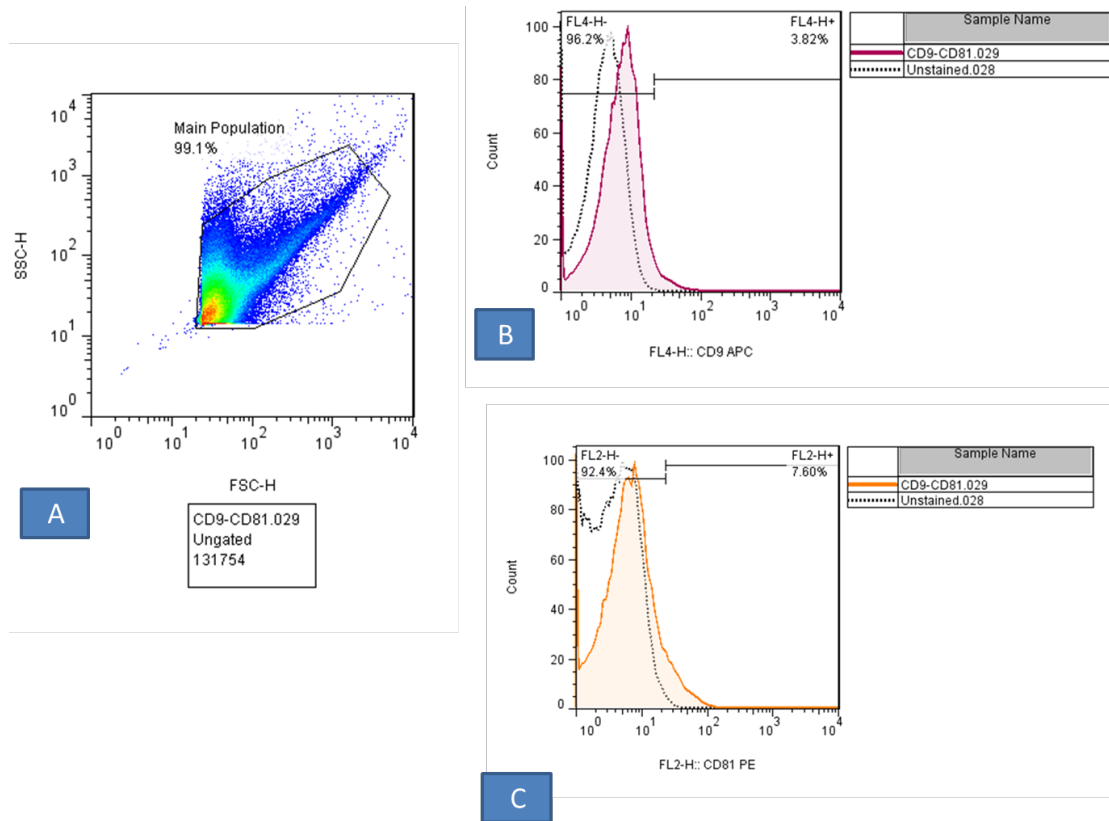 Main Population
99.1%
10^4
10^3
10^2
10^1
10^0
SSC-H
10^0 10^1 10^2 10^3 10^4
FSC-H
A
CD9-CD81.029
Ungated
131754
FL4-H-
96.2%
FL4-H+
3.82%
100
80
60
40
20
0
Count
10^0 10^1 10^2 10^3 10^4
FL4-H:: CD9 APC
Sample Name
CD9-CD81.029
Unstained.028
B
FL2-H-
92.4%
FL2-H+
7.60%
100
80
60
40
20
0
Count
10^0 10^1 10^2 10^3 10^4
FL2-H:: CD81 PE
Sample Name
CD9-CD81.029
Unstained.028
C